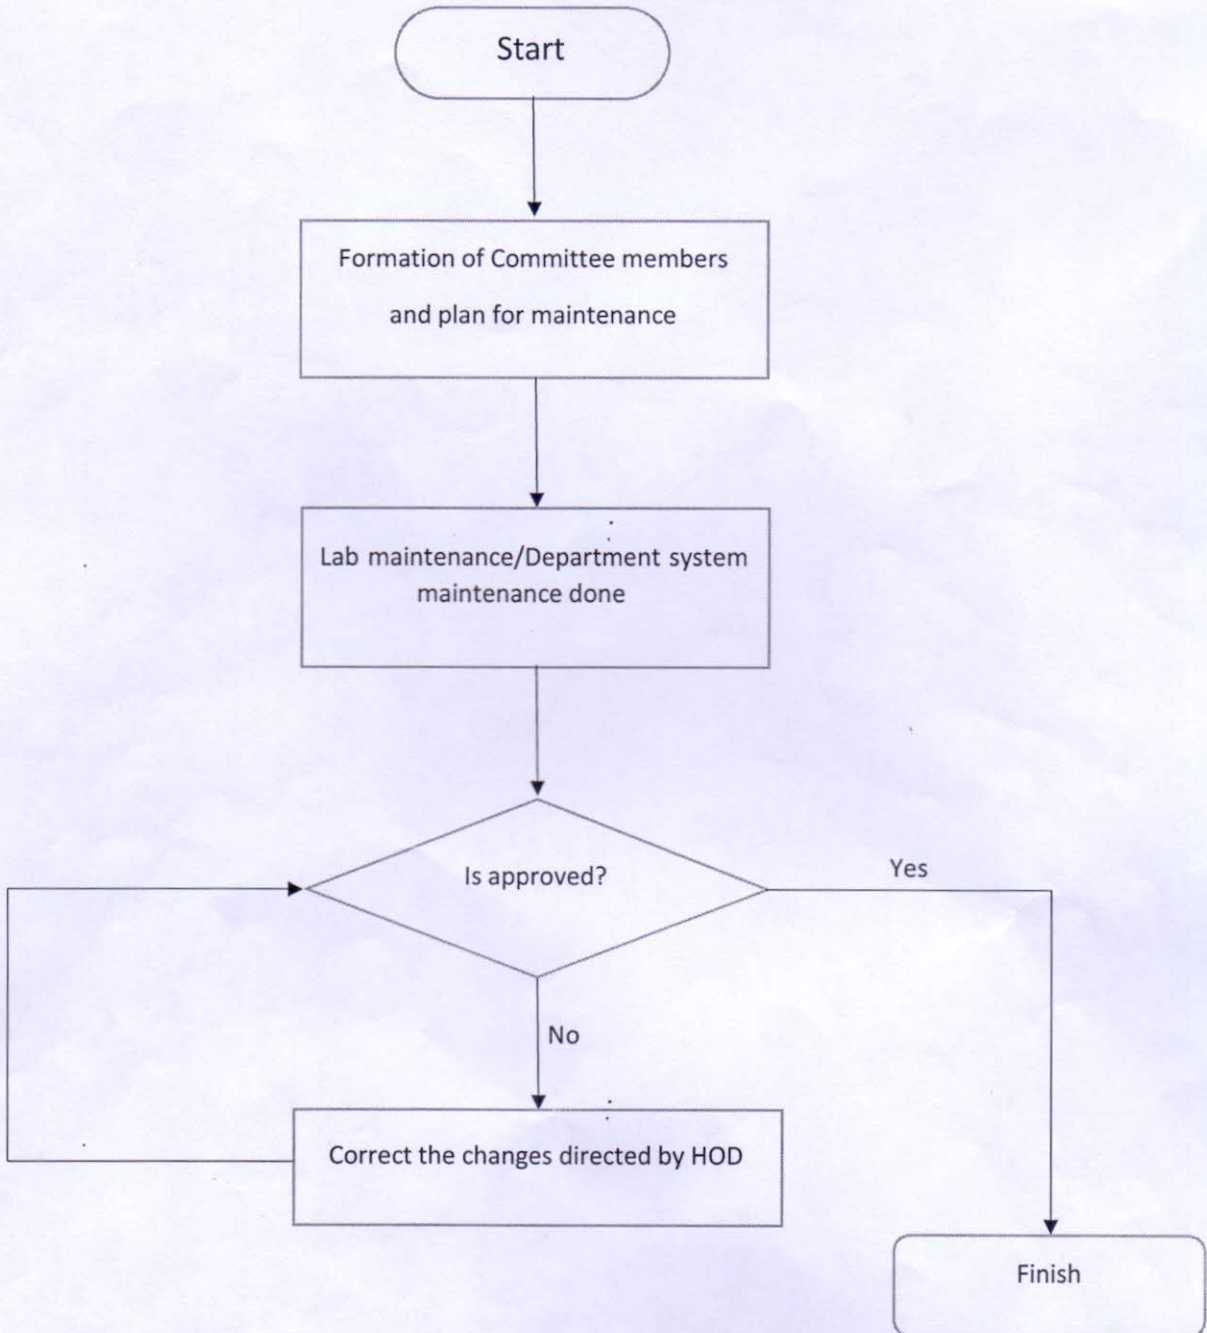 Start
Formation of Committee members
and plan for maintenance
Lab maintenance/Department system
maintenance done
Is approved?
Yes
No
Correct the changes directed by HOD
Finish